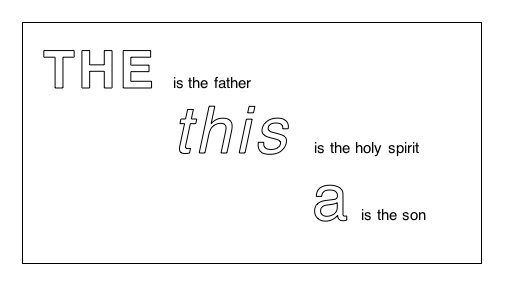 THE is the father
this is the holy spirit
a is the son